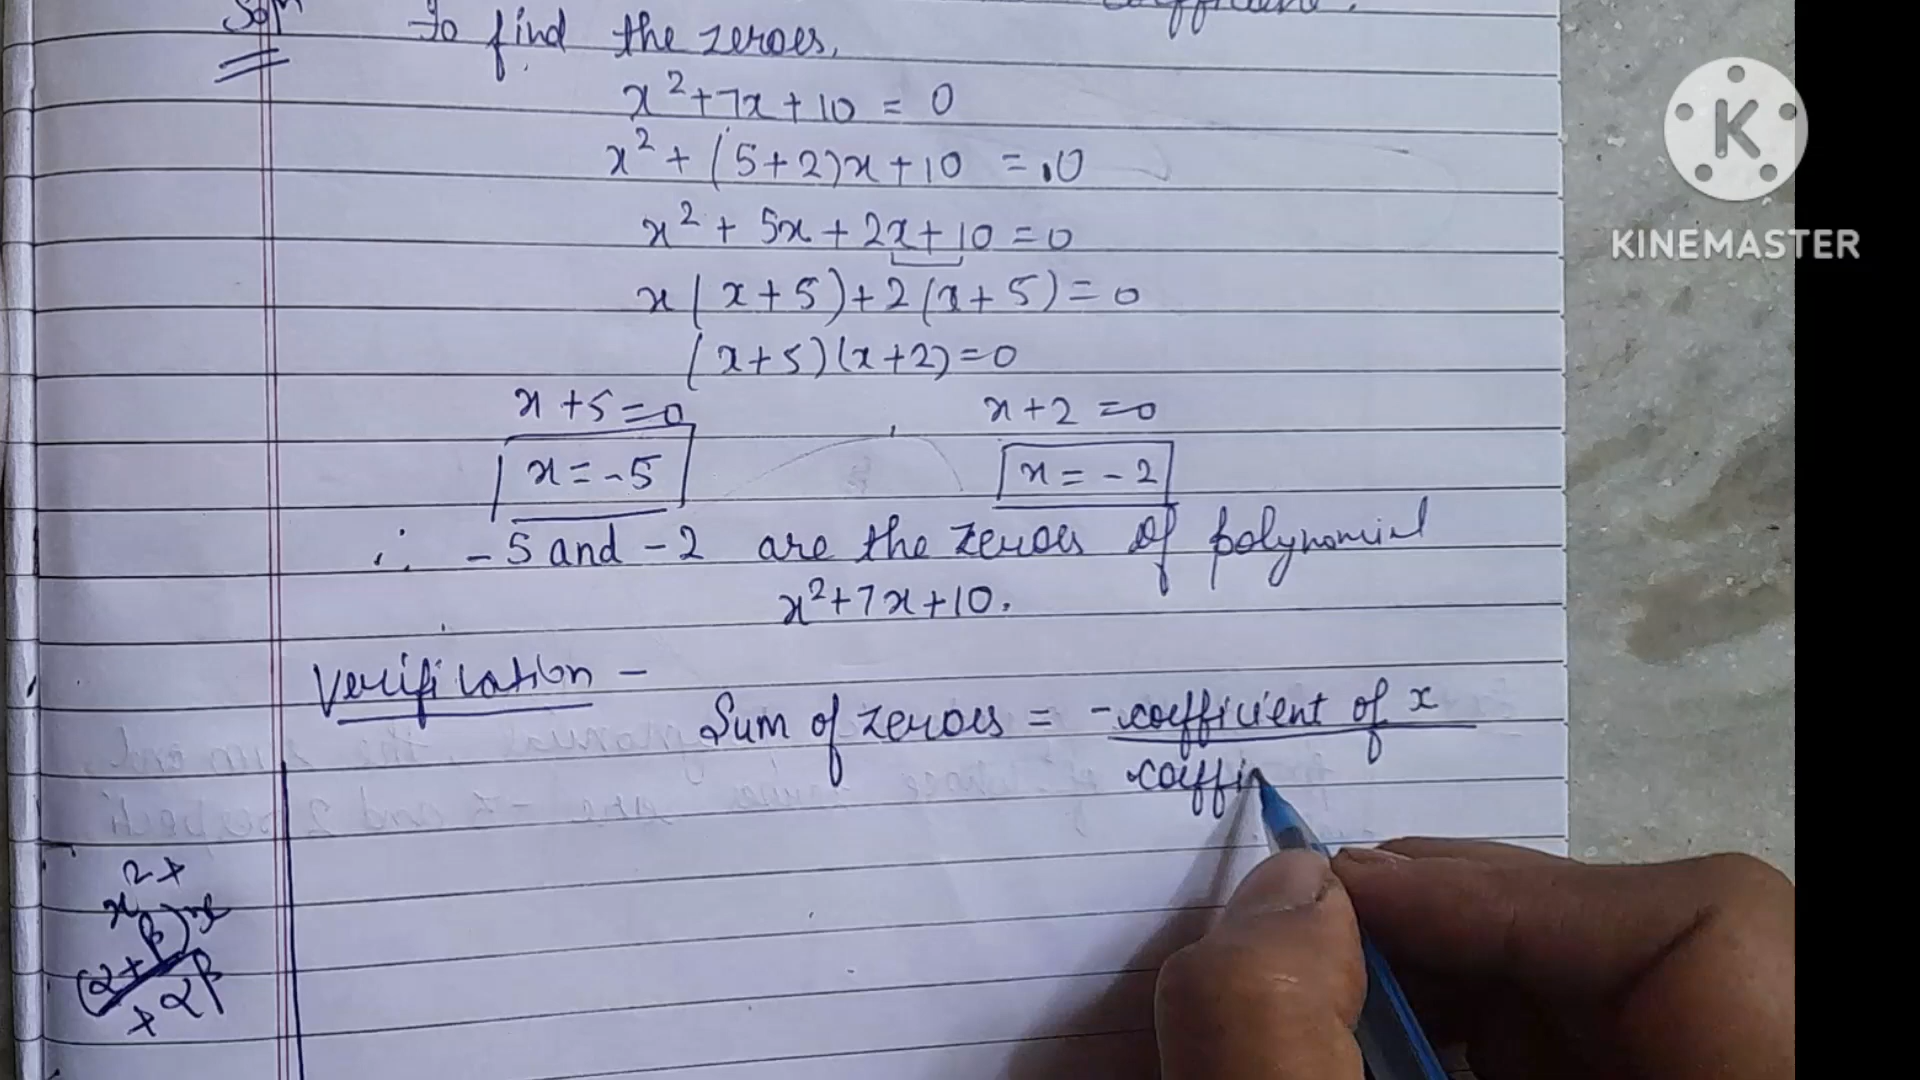 Soln To find the zeroes,
x²+7x+10 = 0
x² + (5+2)x+10 = 0
x² + 5x + 2x+10 = 0
x(x+5)+2(x+5)=0
(x+5)(x+2)=0
x+5=0 x+2=0
x=-5 x=-2
∴ -5 and -2 are the zeroes of polynomial
x²+7x+10.
Verification -
Sum of zeroes = -coefficient of x
coeffi
K
KINEMASTER